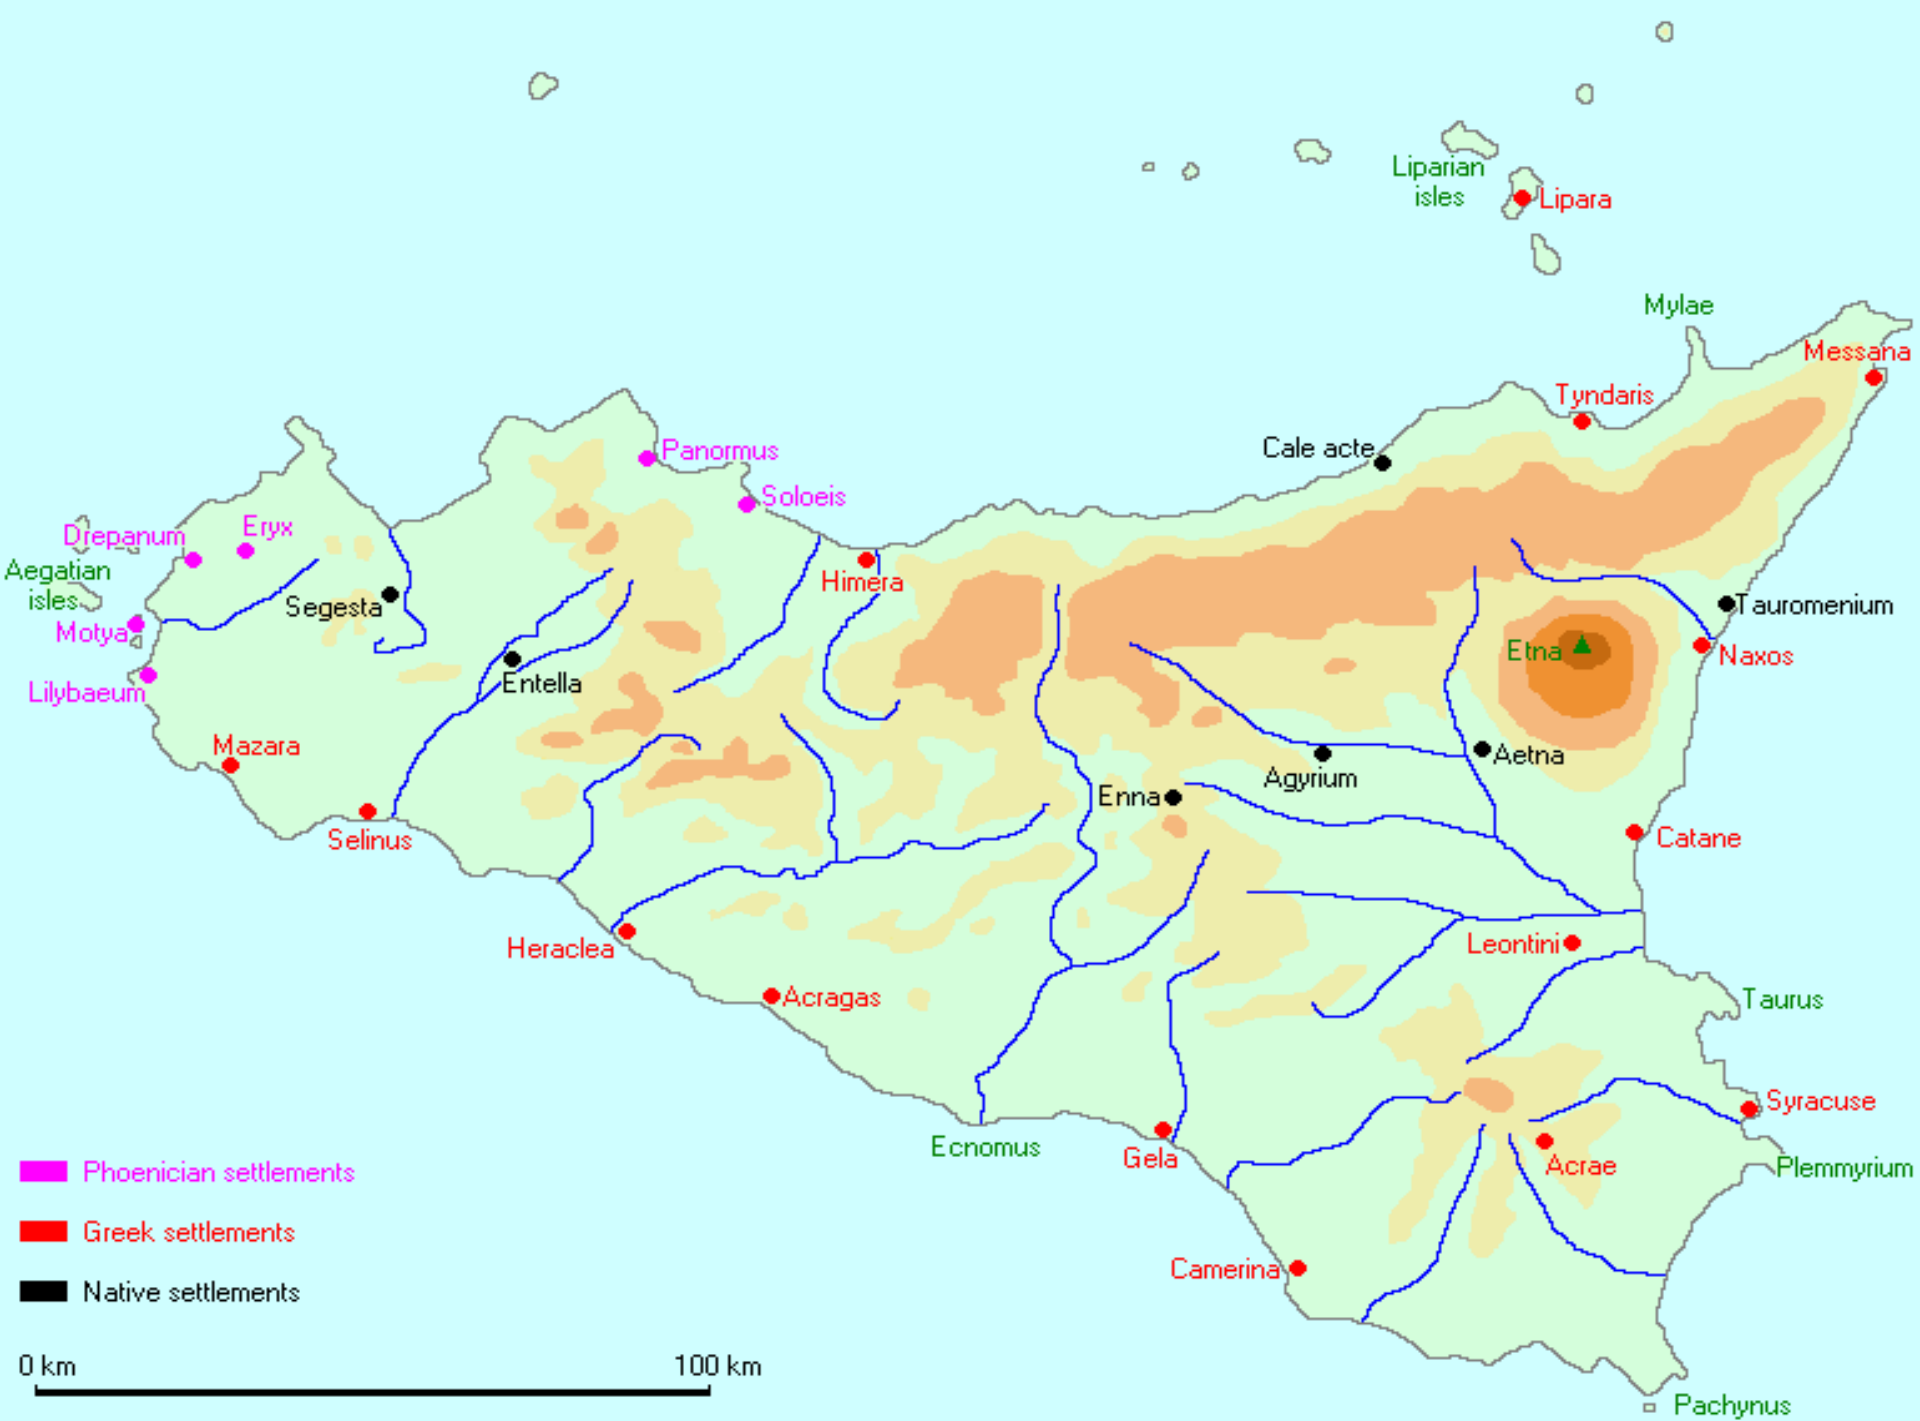 Liparian
isles
Lipara
Mylae
Messana
Tyndaris
Cale acte
Panormus
Soloeis
Drepanum
Eryx
Aegatian
isles
Himera
Segesta
Tauromenium
Motya
Etna
Naxos
Entella
Lilybaeum
Mazara
Aetna
Agyrium
Enna
Selinus
Catane
Heraclea
Leontini
Acragas
Taurus
Syracuse
Ecnomus
Gela
Acrae
Plemmyrium
Phoenician settlements
Greek settlements
Camerina
Native settlements
0 km
100 km
Pachynus